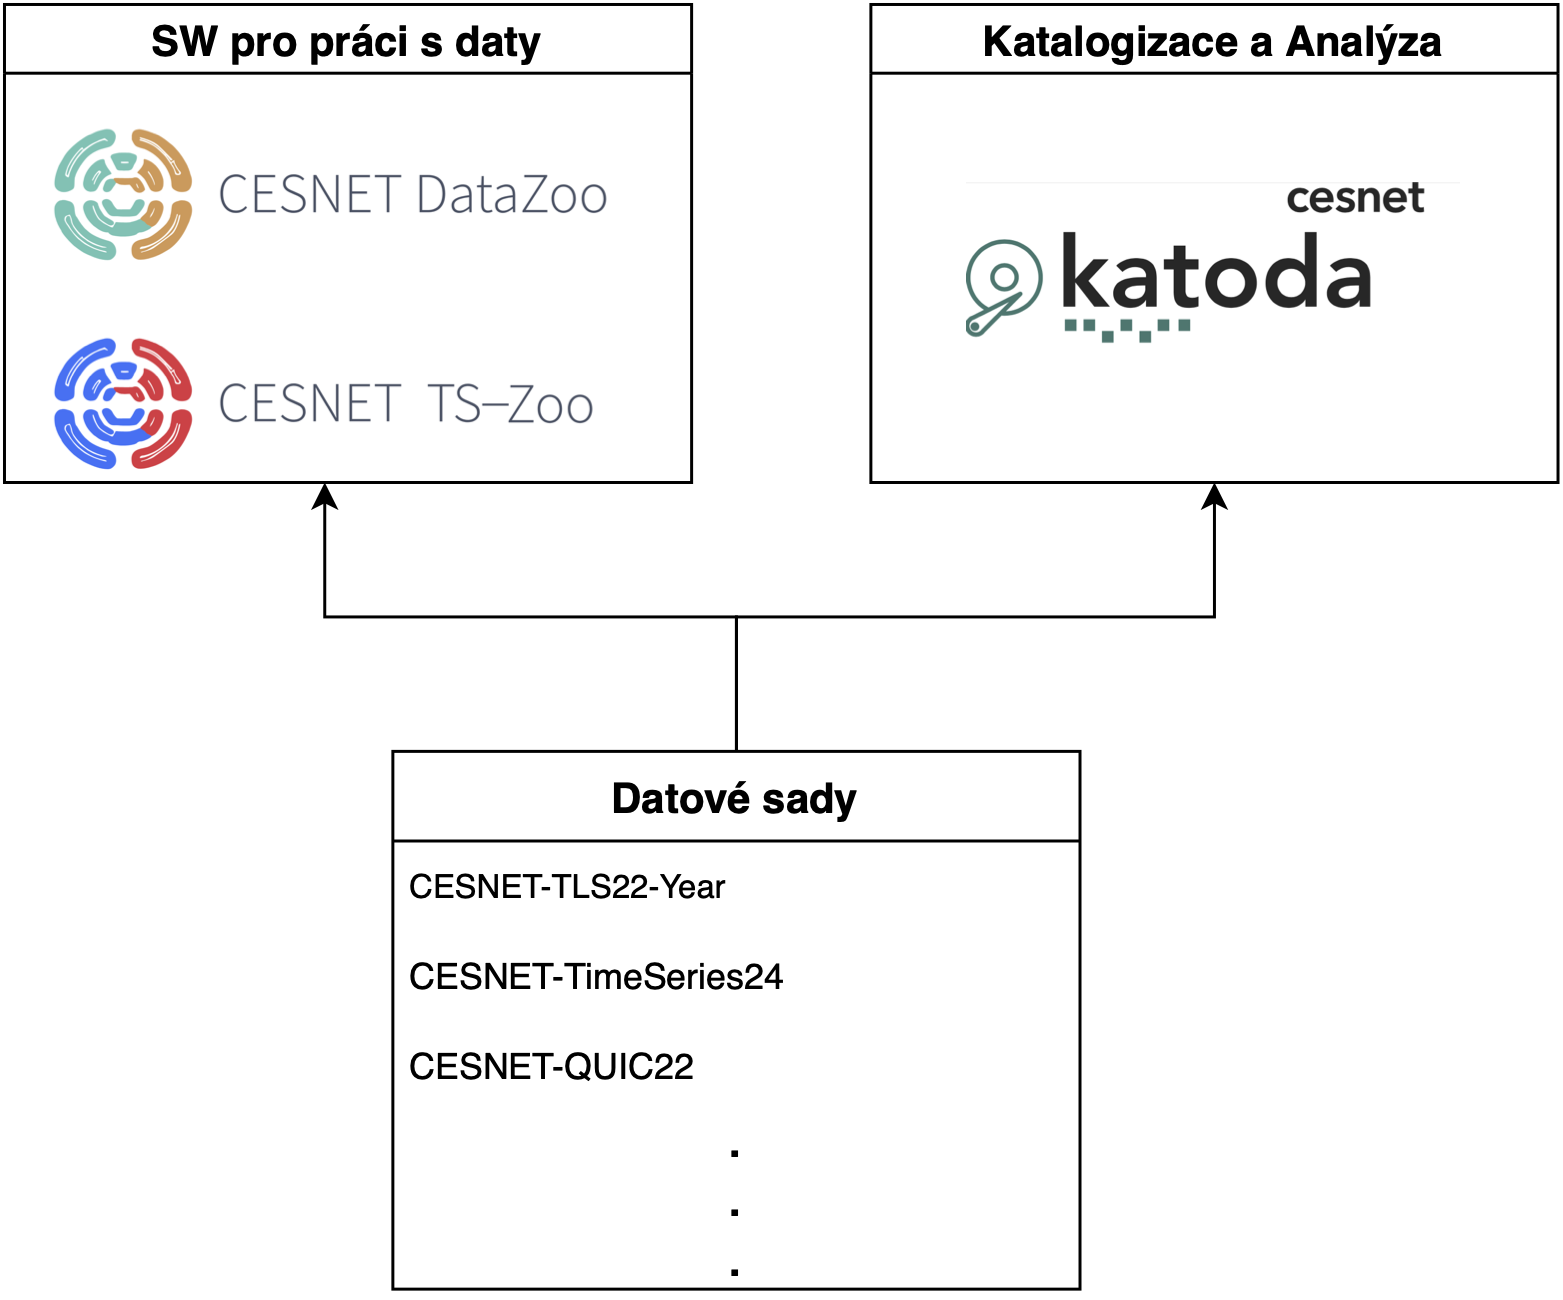 SW pro práci s daty
CESNET DataZoo
CESNET TS–Zoo
Katalogizace a Analýza
cesnet
katoda
Datové sady
CESNET-TLS22-Year
CESNET-TimeSeries24
CESNET-QUIC22
.
.
.